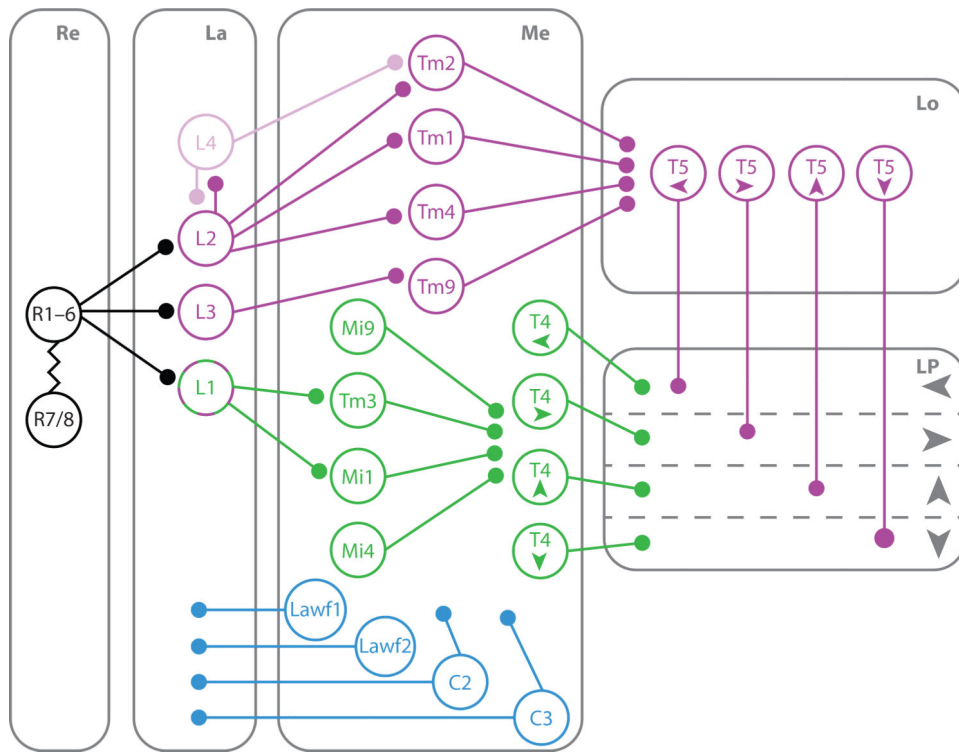 Re
La
Me
Lo
LP
R1–6
R7/8
L4
L2
L3
L1
Tm2
Tm1
Tm4
Tm9
Mi9
Tm3
Mi1
Mi4
T4
T4
T4
T4
T5
T5
T5
T5
Lawf1
Lawf2
C2
C3